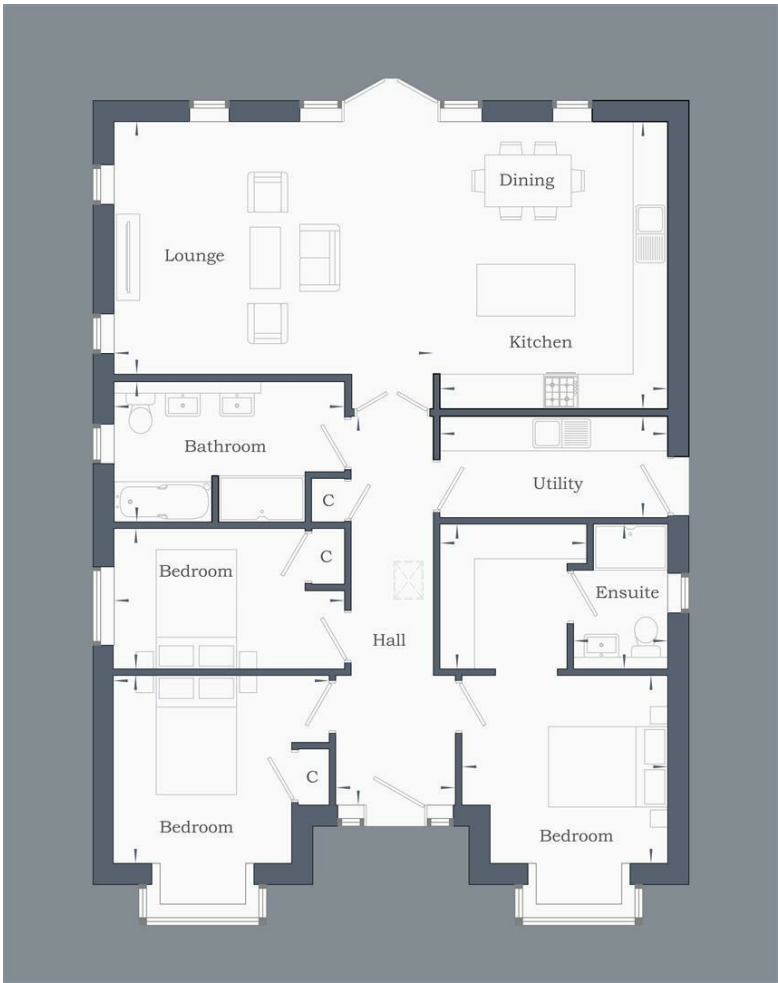 Dining
Lounge
Kitchen
Bathroom
Utility
C
C
Bedroom
Ensuite
Hall
C
Bedroom
Bedroom